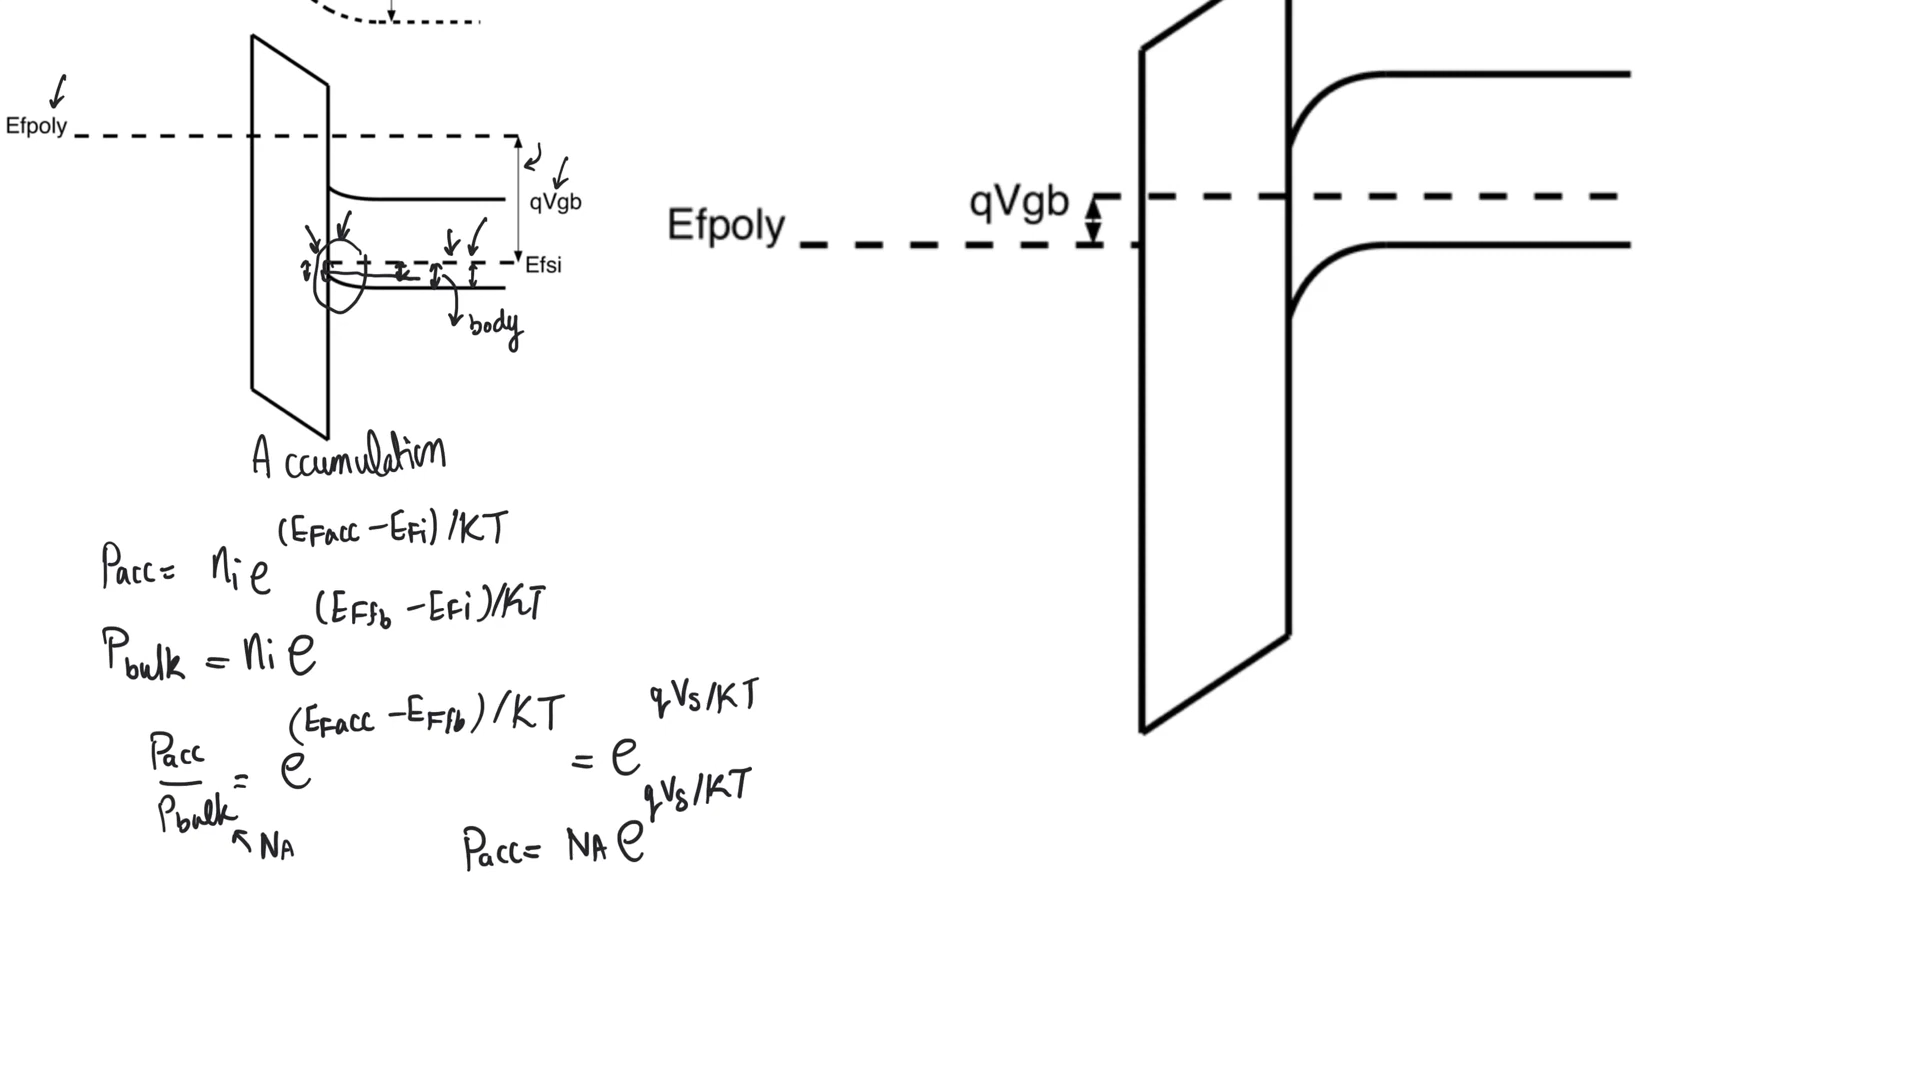 Efpoly
qVgb
Efsi
body
Accumulation
Pacc = ni e^(EFacc - EFi)/KT
Pbulk = ni e^(EFfb - EFi)/KT
Pacc/Pbulk = e^(EFacc - EFfb)/KT = e^qVs/KT
NA
Pacc = NA e^qVs/KT
qVgb
Efpoly